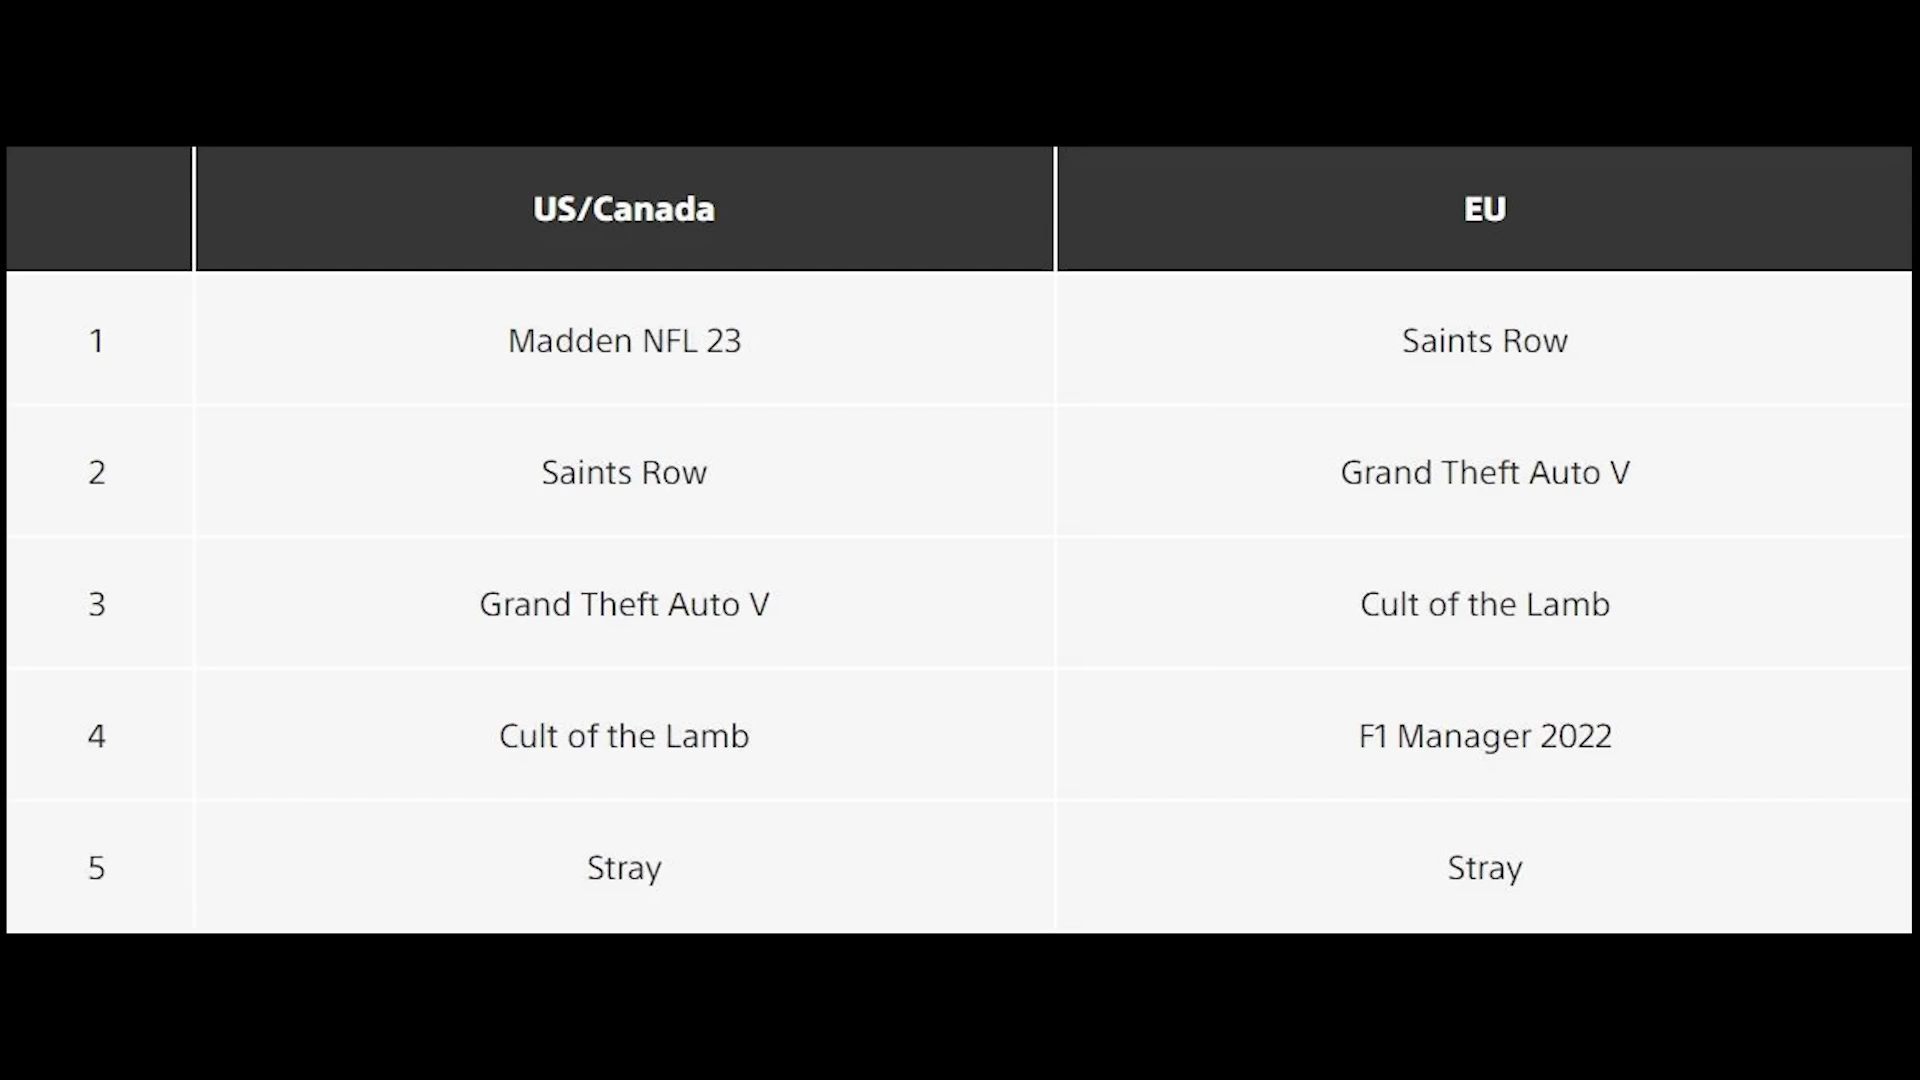 US/Canada EU
1 Madden NFL 23 Saints Row
2 Saints Row Grand Theft Auto V
3 Grand Theft Auto V Cult of the Lamb
4 Cult of the Lamb F1 Manager 2022
5 Stray Stray